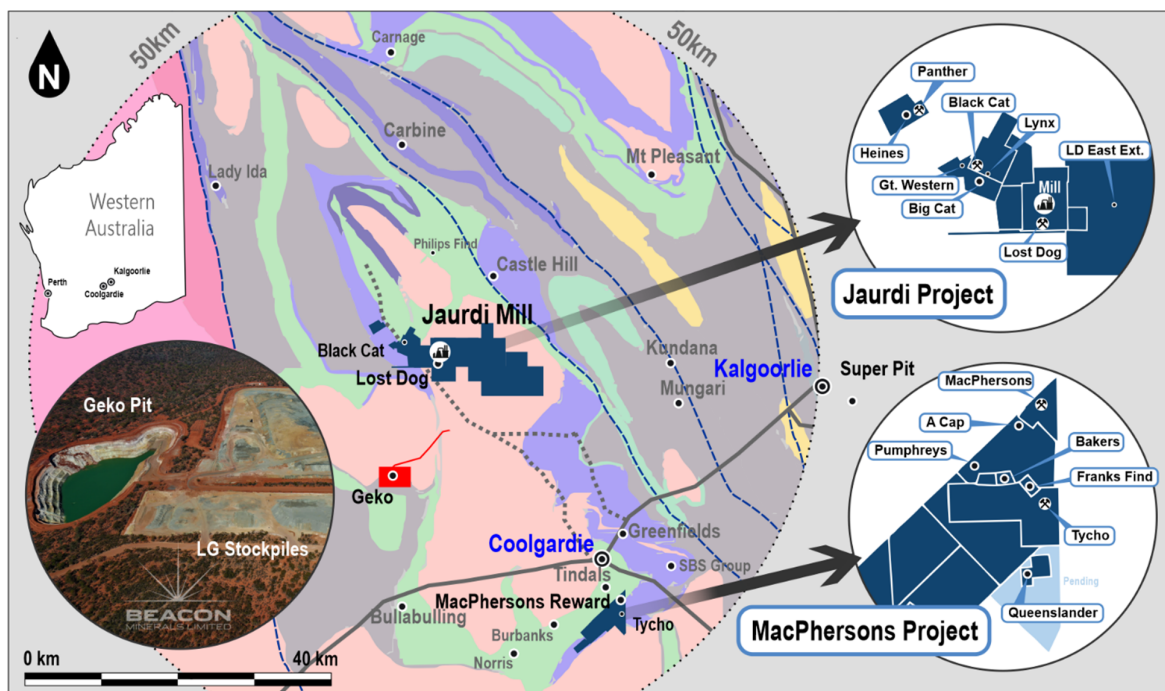 50km
50km
N
Carnage
Carbine
Mt Pleasant
Lady Ida
Western
Australia
Perth
Kalgoorlie
Coolgardie
Philips Find
Castle Hill
Jaurdi Mill
Black Cat
Lost Dog
Kundana
Mungari
Kalgoorlie
Super Pit
Geko
Greenfields
Coolgardie
SBS Group
Tindals
MacPhersons Reward
Bullabulling
Burbanks
Tycho
Norris
Geko Pit
LG Stockpiles
BEACON
MINERALS LIMITED
0 km
40 km
Panther
Black Cat
Lynx
Heines
LD East Ext.
Gt. Western
Mill
Big Cat
Lost Dog
Jaurdi Project
MacPhersons
A Cap
Bakers
Pumphreys
Franks Find
Tycho
Pending
Queenslander
MacPhersons Project